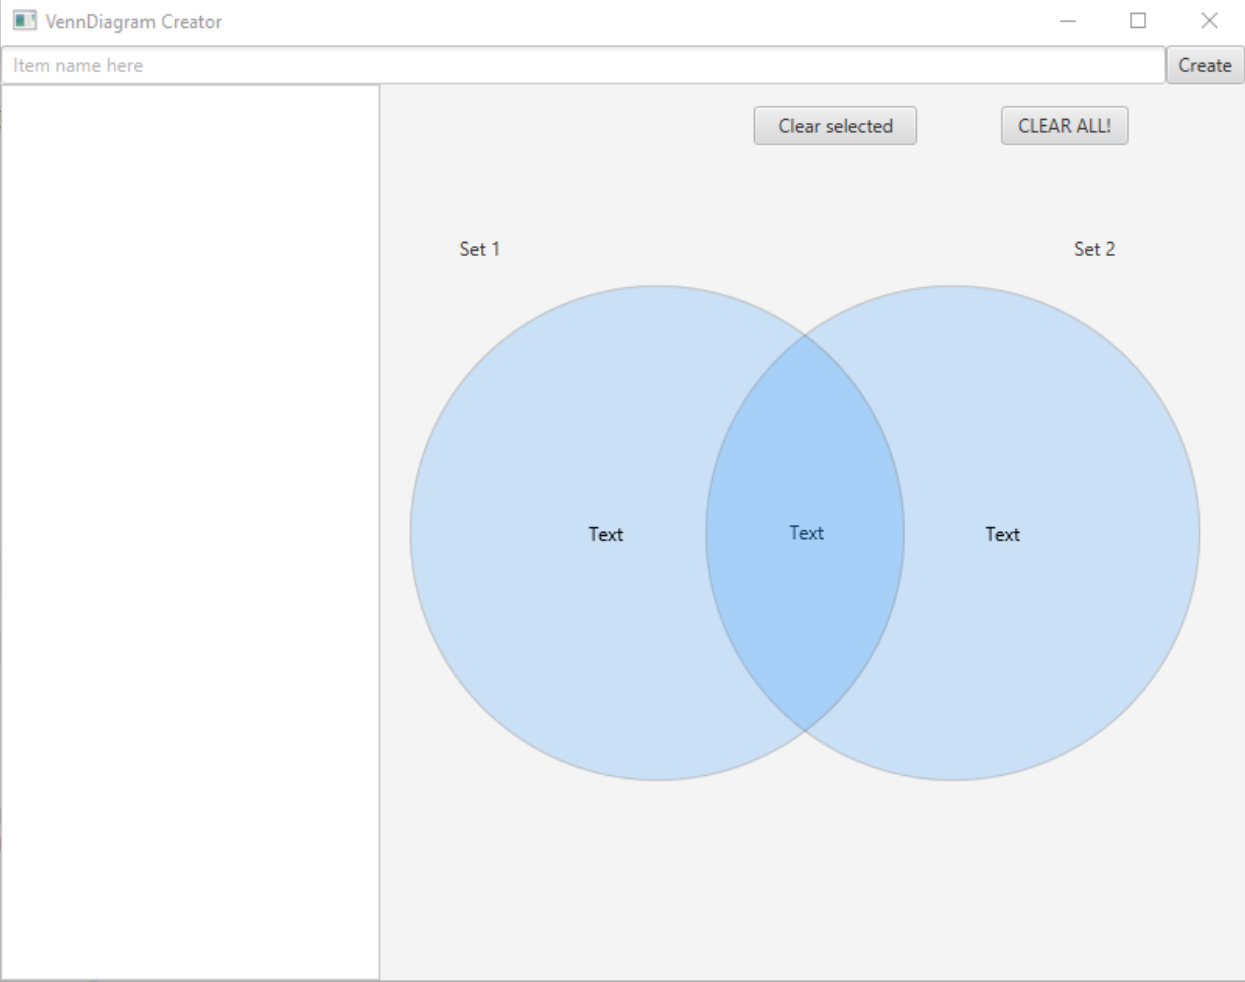 VennDiagram Creator
Item name here
Create
Clear selected
CLEAR ALL!
Set 1
Set 2
Text
Text
Text